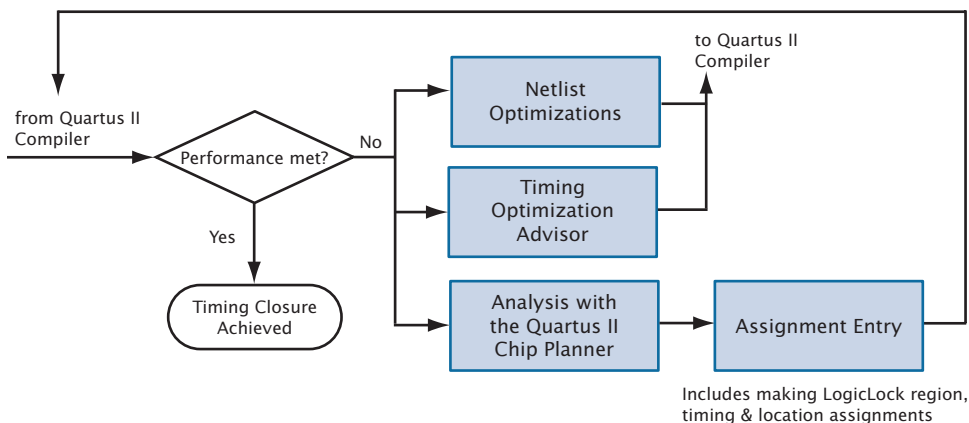 to Quartus II
Compiler
from Quartus II
Compiler
Performance met?
No
Yes
Timing Closure
Achieved
Netlist
Optimizations
Timing
Optimization
Advisor
Analysis with
the Quartus II
Chip Planner
Assignment Entry
Includes making LogicLock region,
timing & location assignments